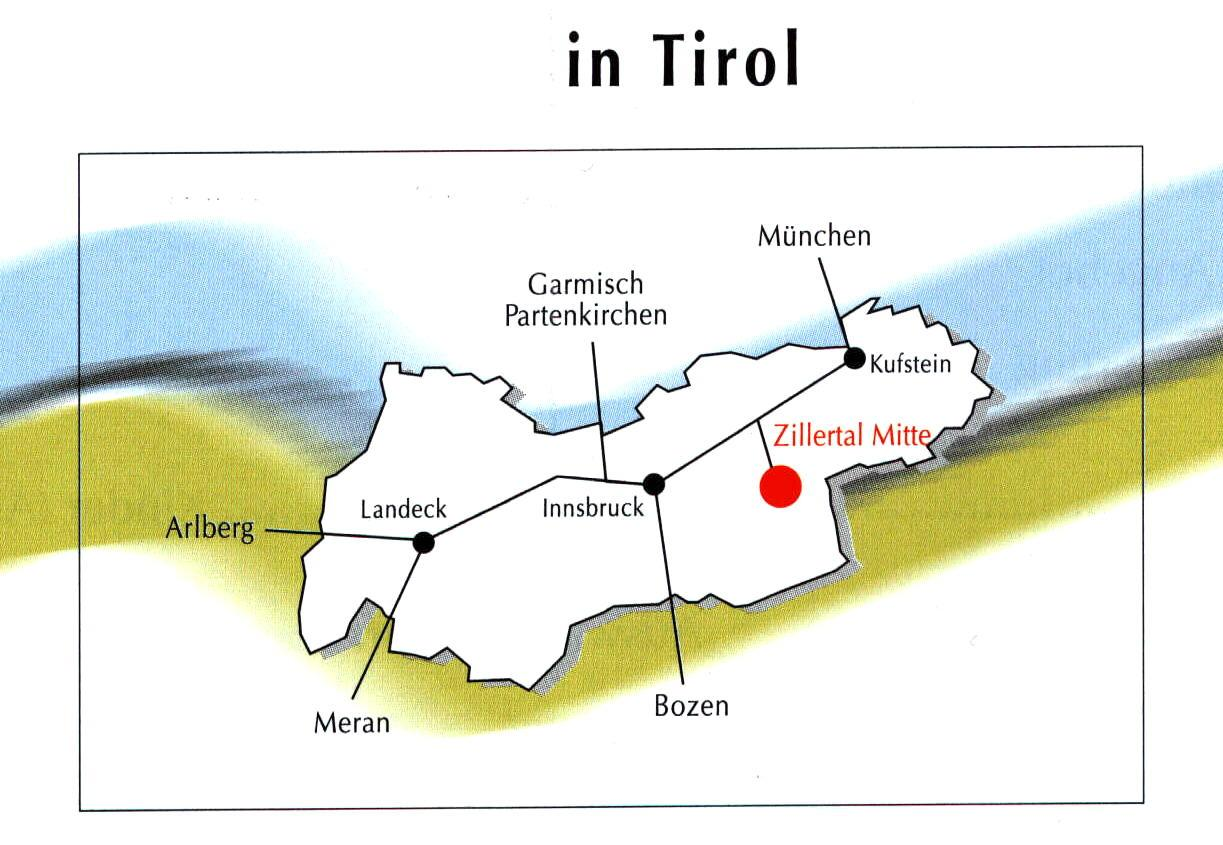 in Tirol
München
Garmisch
Partenkirchen
Kufstein
Zillertal Mitte
Landeck
Innsbruck
Arlberg
Bozen
Meran